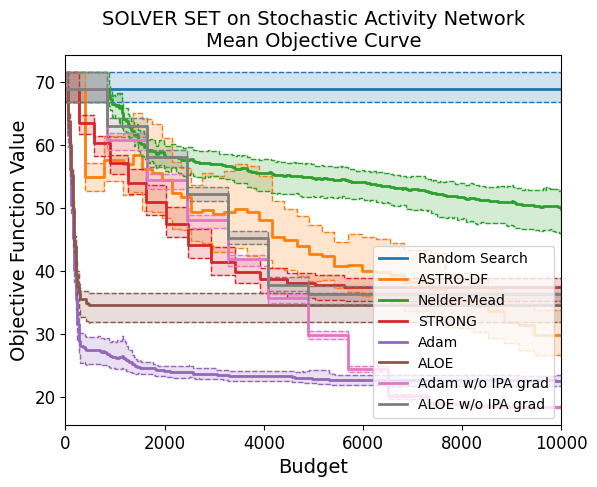 SOLVER SET on Stochastic Activity Network
Mean Objective Curve
Objective Function Value
70
60
50
40
30
20
Random Search
ASTRO-DF
Nelder-Mead
STRONG
Adam
ALOE
Adam w/o IPA grad
ALOE w/o IPA grad
0 2000 4000 6000 8000 10000
Budget